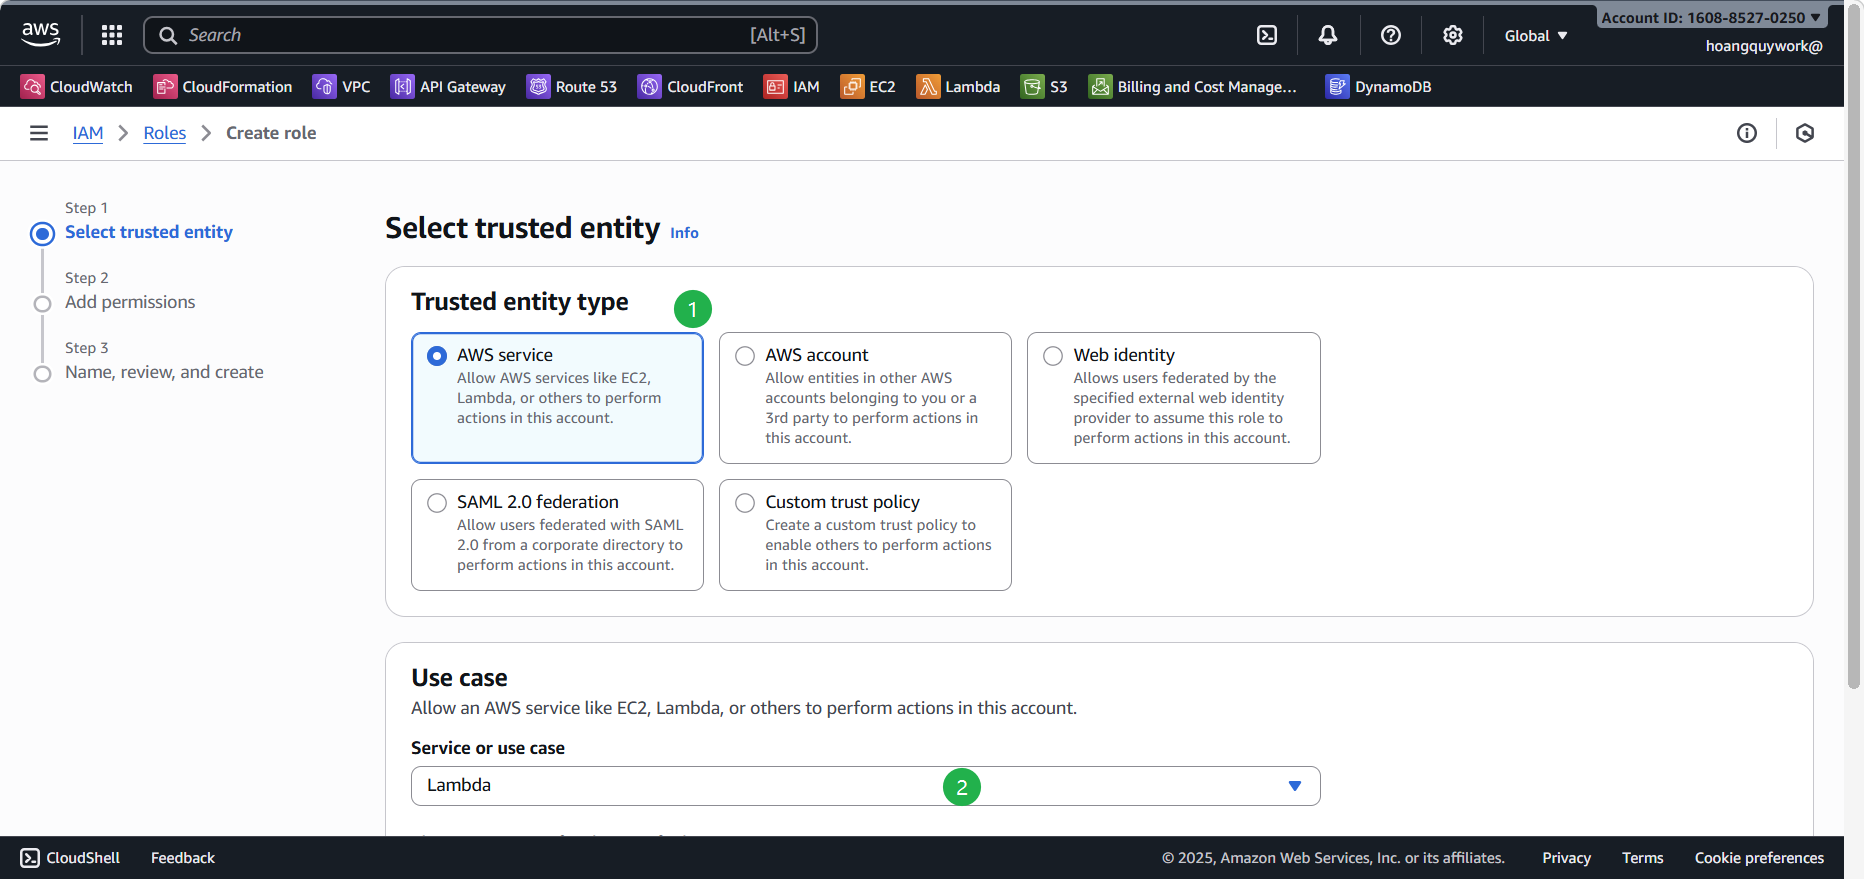 aws
Search
[Alt+S]
Global
Account ID: 1608-8527-0250
hoangquywork@
CloudWatch
CloudFormation
VPC
API Gateway
Route 53
CloudFront
IAM
EC2
Lambda
S3
Billing and Cost Manage...
DynamoDB
IAM
Roles
Create role
Step 1
Select trusted entity
Step 2
Add permissions
Step 3
Name, review, and create
Select trusted entity Info
Trusted entity type
1
AWS service
Allow AWS services like EC2,
Lambda, or others to perform
actions in this account.
AWS account
Allow entities in other AWS
accounts belonging to you or a
3rd party to perform actions in
this account.
Web identity
Allows users federated by the
specified external web identity
provider to assume this role to
perform actions in this account.
SAML 2.0 federation
Allow users federated with SAML
2.0 from a corporate directory to
perform actions in this account.
Custom trust policy
Create a custom trust policy to
enable others to perform actions
in this account.
Use case
Allow an AWS service like EC2, Lambda, or others to perform actions in this account.
Service or use case
Lambda
2
CloudShell
Feedback
© 2025, Amazon Web Services, Inc. or its affiliates.
Privacy
Terms
Cookie preferences